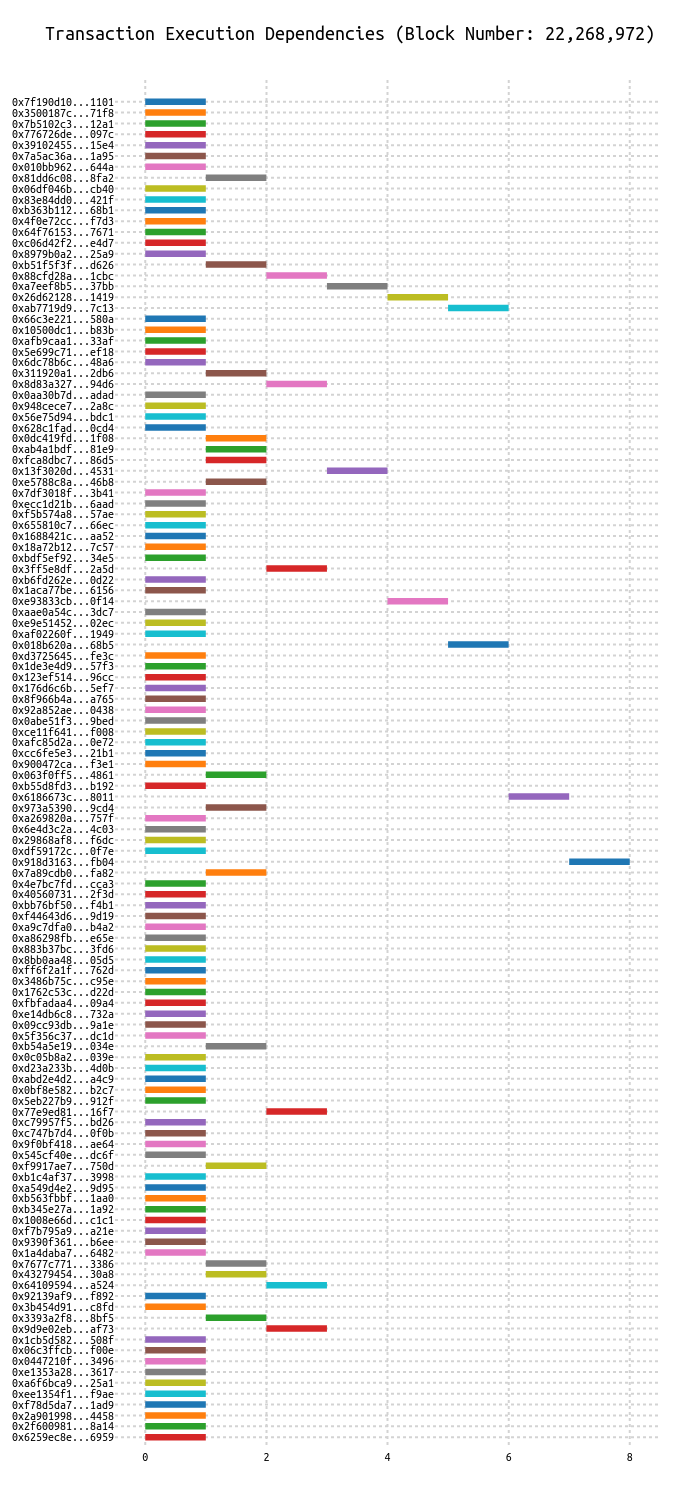 Transaction Execution Dependencies (Block Number: 22,268,972)
0x7f190d10...1101
0x3500187c...71f8
0x7b5102c3...12a1
0x776726de...097c
0x39102455...15e4
0x7a5ac36a...1a95
0x010bb962...644a
0x81dd6c08...8fa2
0x06df046b...cb40
0x83e84dd0...421f
0xb363b112...68b1
0x4f0e72cc...f7d3
0x64f76153...7671
0xc06d42f2...e4d7
0x8979b0a2...25a9
0xb51f5f3f...d626
0x88cfd28a...1cbc
0xa7eef8b5...37bb
0x26d62128...1419
0xab7719d9...7c13
0x66c3e221...580a
0x10500dc1...b83b
0xafb9caa1...33af
0x5e699c71...ef18
0x6dc78b6c...48a6
0x311920a1...2db6
0x8d83a327...94d6
0x0aa30b7d...adad
0x948cece7...2a8c
0x56e75d94...bdc1
0x628c1fad...0cd4
0x0dc419fd...1f08
0xab4a1bdf...81e9
0xfca8dbc7...86d5
0x13f3020d...4531
0xe5788c8a...46b8
0x7df3018f...3b41
0xecc1d21b...6aad
0xf5b574a8...57ae
0x655810c7...66ec
0x1688421c...aa52
0x18a72b12...7c57
0xbdf5ef92...34e5
0x3ff5e8df...2a5d
0xb6fd262e...0d22
0x1aca77be...6156
0xe93833cb...0f14
0xaae0a54c...3dc7
0xe9e51452...02ec
0xaf02260f...1949
0x018b620a...68b5
0xd3725645...fe3c
0x1de3e4d9...57f3
0x123ef514...96cc
0x176d6c6b...5ef7
0x8f966b4a...a765
0x92a852ae...0438
0x0abe51f3...9bed
0xce11f641...f008
0xafc85d2a...0e72
0xcc6fe5e3...21b1
0x900472ca...f3e1
0x063f0ff5...4861
0xb55d8fd3...b192
0x6186673c...8011
0x973a5390...9cd4
0xa269820a...757f
0x6e4d3c2a...4c03
0x29868af8...f6dc
0xdf59172c...0f7e
0x918d3163...fb04
0x7a89cdb0...fa82
0x4e7bc7fd...cca3
0x40560731...2f3d
0xbb76bf50...f4b1
0xf44643d6...9d19
0xa9c7dfa0...b4a2
0xa86298fb...e65e
0x883b37bc...3fd6
0x8bb0aa48...05d5
0xff6f2a1f...762d
0x3486b75c...c95e
0x1762c53c...d22d
0xfbfadaa4...09a4
0xe14db6c8...732a
0x09cc93db...9a1e
0x5f356c37...dc1d
0xb54a5e19...034e
0x0c05b8a2...039e
0xd23a233b...4d0b
0xabd2e4d2...a4c9
0x0bf8e582...b2c7
0x5eb227b9...912f
0x77e9ed81...16f7
0xc79957f5...bd26
0xc747b7d4...0f0b
0x9f0bf418...ae64
0x545cf40e...dc6f
0xf9917ae7...750d
0xb1c4af37...3998
0xa549d4e2...9d95
0xb563fbbf...1aa0
0xb345e27a...1a92
0x1008e66d...c1c1
0xf7b795a9...a21e
0x9390f361...b6ee
0x1a4daba7...6482
0x7677c771...3386
0x43279454...30a8
0x64109594...a524
0x92139af9...f892
0x3b454d91...c8fd
0x3393a2f8...8bf5
0x9d9e02eb...af73
0x1cb5d582...508f
0x06c3ffcb...f00e
0x0447210f...3496
0xe1353a28...3617
0xa6f6bca9...25a1
0xee1354f1...f9ae
0xf78d5da7...1ad9
0x2a901998...4458
0x2f600981...8a14
0x6259ec8e...6959
0 2 4 6 8